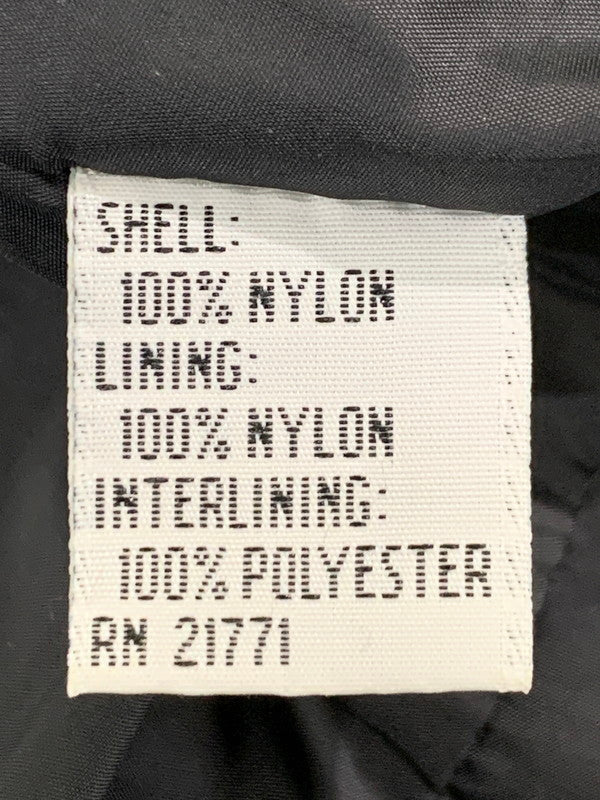 SHELL:
100% NYLON
LINING:
100% NYLON
INTERLINING:
100% POLYESTER
RN 21771